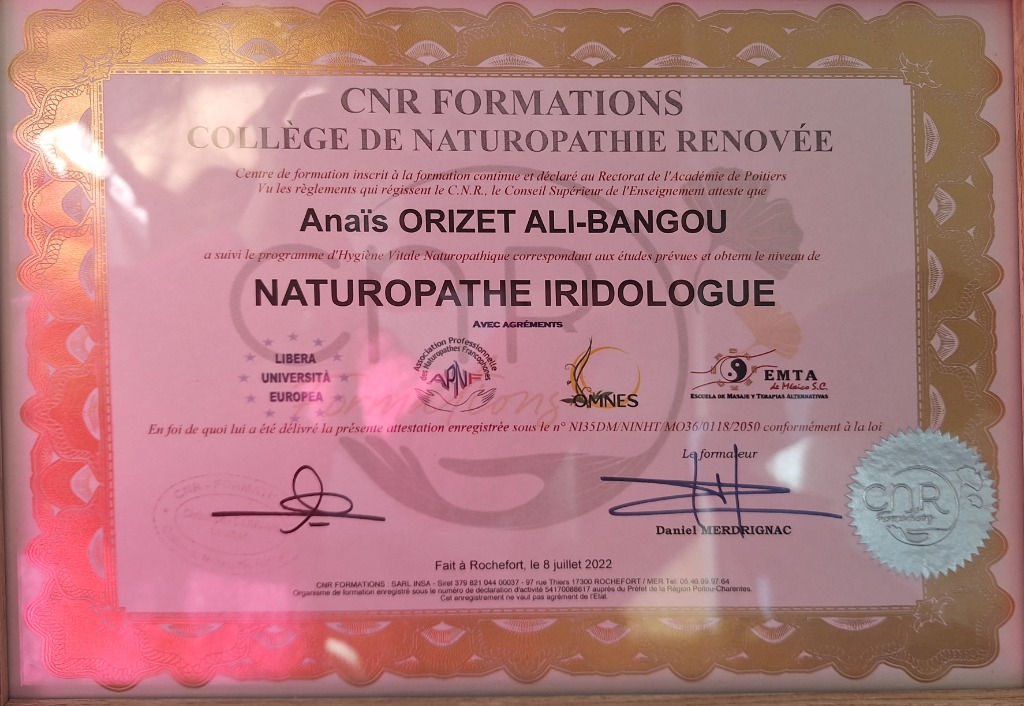 CNR FORMATIONS
COLLÈGE DE NATUROPATHIE RENOVÉE
Centre de formation inscrit à la formation continue et déclaré au Rectorat de l'Académie de Poitiers
Vu les règlements qui régissent le C.N.R., le Conseil Supérieur de l'Enseignement atteste que
Anaïs ORIZET ALI-BANGOU
a suivi le programme d'Hygiène Vitale Naturopathique correspondant aux études prévues et obtenu le niveau de
NATUROPATHE IRIDOLOGUE
AVEC AGRÉMENTS
LIBERA
UNIVERSITÀ
EUROPEA
Association Professionnelle
des Naturopathes Francophones
APNF
OMNES
EMTA
de México S.C.
ESCUELA DE MASAJE Y TERAPIAS ALTERNATIVAS
CNR
Formations
En foi de quoi lui a été délivré la présente attestation enregistrée sous le n° NI35DM/NINHT/MO36/0118/2050 conformément à la loi
Le formateur
CNR - FORMATIONS
CNR
Daniel MERDRIGNAC
Fait à Rochefort, le 8 juillet 2022
CNR FORMATIONS : SARL INSA - Siret 379 821 044 00037 - 97 rue Thiers 17300 ROCHEFORT / MER Tel. 05.46.99.97.64
Organisme de formation enregistré sous le numéro de déclaration d'activité 54170088617 auprès du Préfet de la Région Poitou-Charentes.
Cet enregistrement ne vaut pas agrément de l'Etat.